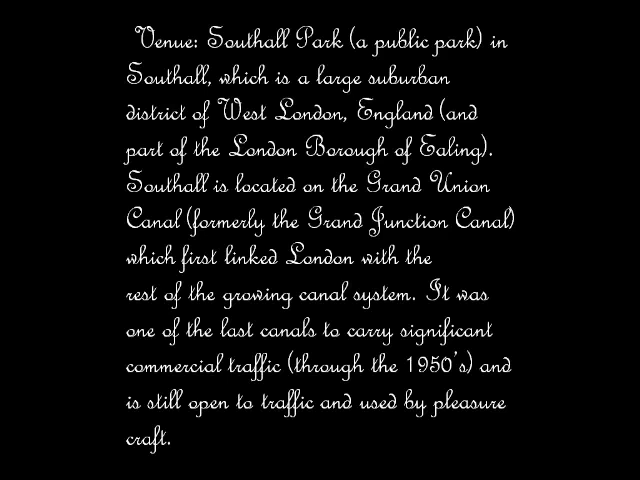 Venue: Southall Park (a public park) in
Southall, which is a large suburban
district of West London, England (and
part of the London Borough of Ealing).
Southall is located on the Grand Union
Canal (formerly the Grand Junction Canal)
which first linked London with the
rest of the growing canal system. It was
one of the last canals to carry significant
commercial traffic (through the 1950's) and
is still open to traffic and used by pleasure
craft.